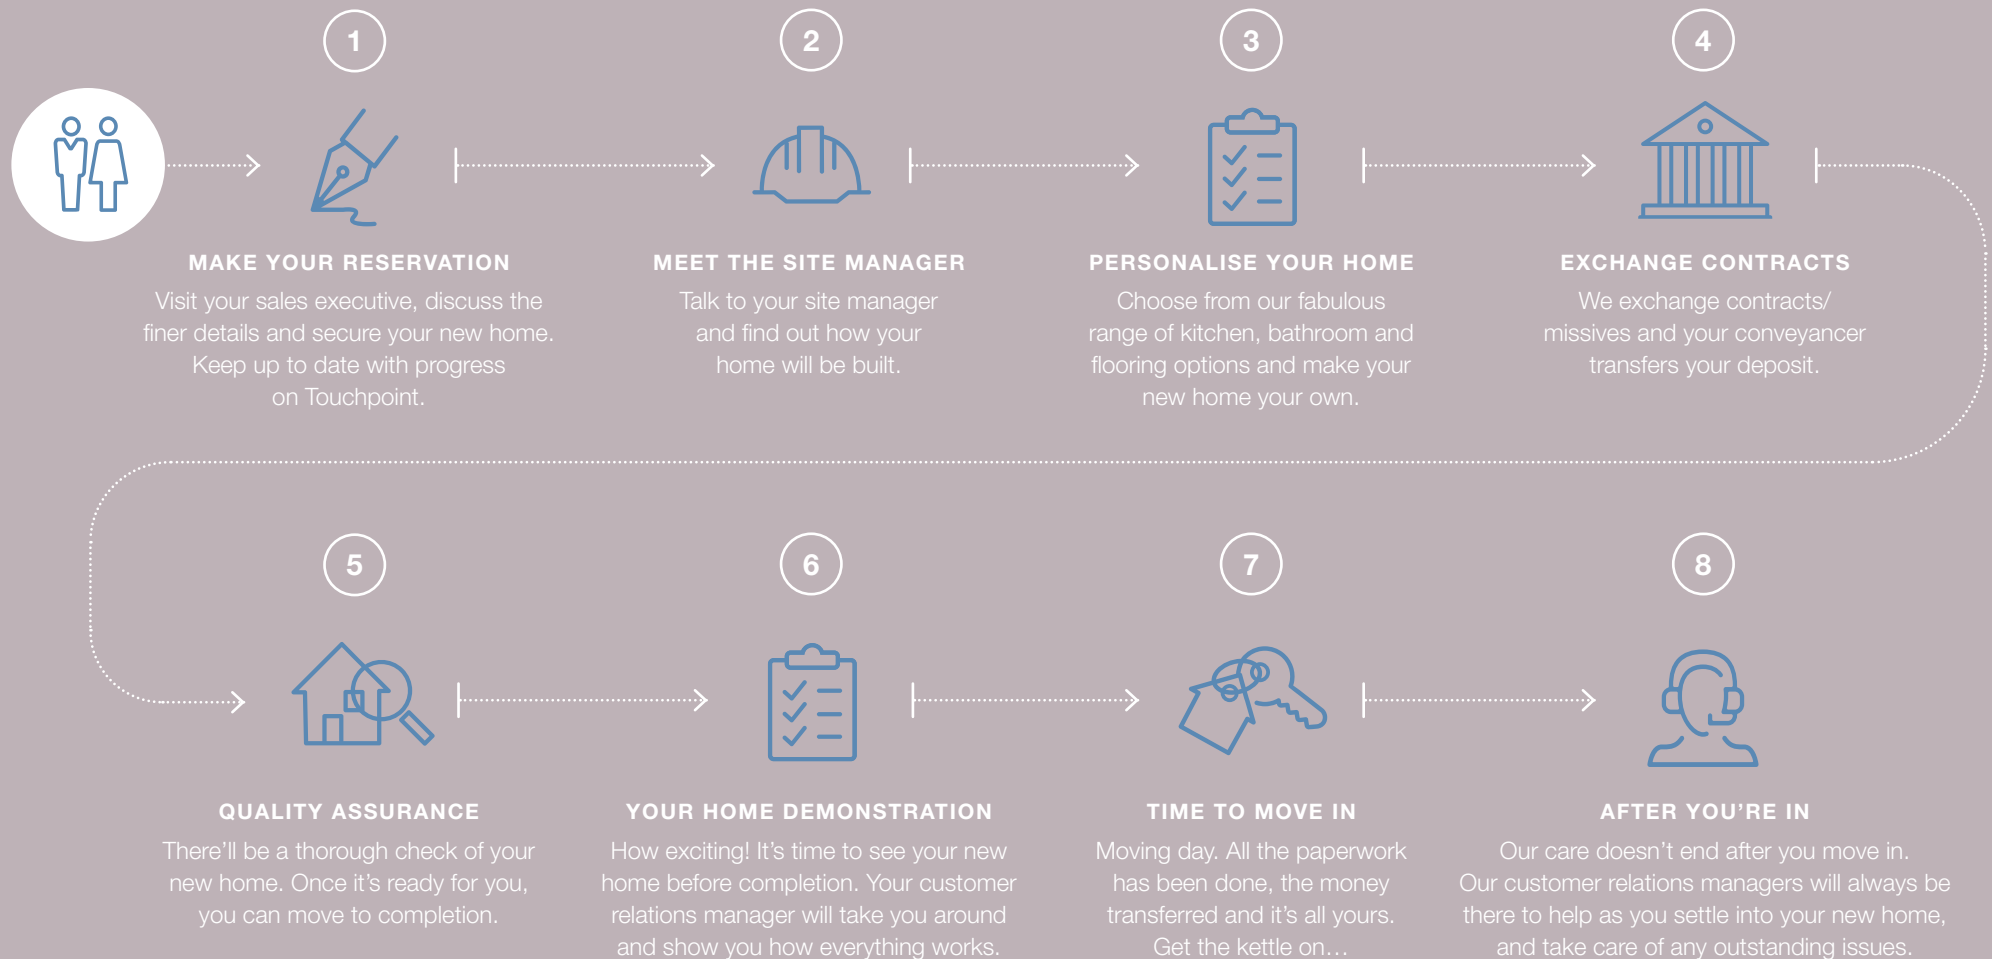 1
MAKE YOUR RESERVATION
Visit your sales executive, discuss the
finer details and secure your new home.
Keep up to date with progress
on Touchpoint.
2
MEET THE SITE MANAGER
Talk to your site manager
and find out how your
home will be built.
3
PERSONALISE YOUR HOME
Choose from our fabulous
range of kitchen, bathroom and
flooring options and make your
new home your own.
4
EXCHANGE CONTRACTS
We exchange contracts/
missives and your conveyancer
transfers your deposit.
5
QUALITY ASSURANCE
There’ll be a thorough check of your
new home. Once it’s ready for you,
you can move to completion.
6
YOUR HOME DEMONSTRATION
How exciting! It’s time to see your new
home before completion. Your customer
relations manager will take you around
and show you how everything works.
7
TIME TO MOVE IN
Moving day. All the paperwork
has been done, the money
transferred and it’s all yours.
Get the kettle on…
8
AFTER YOU’RE IN
Our care doesn’t end after you move in.
Our customer relations managers will always be
there to help as you settle into your new home,
and take care of any outstanding issues.